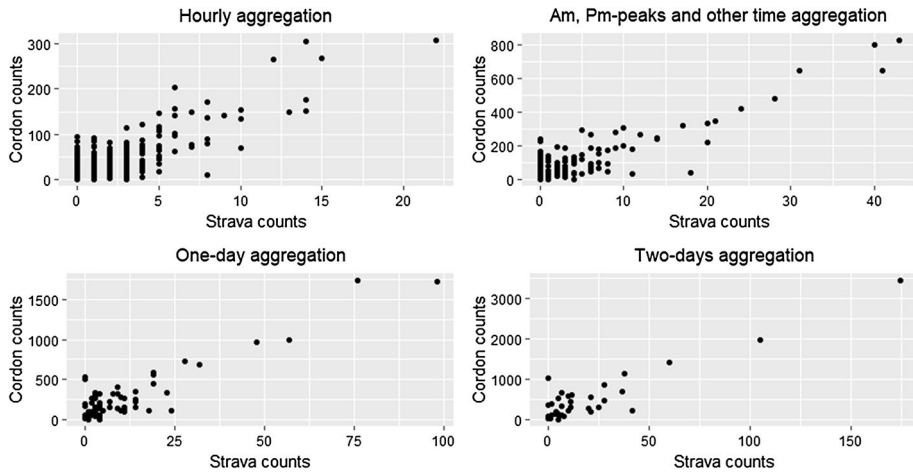 Hourly aggregation
300
200
100
0
Cordon counts
0 5 10 15 20
Strava counts
Am, Pm-peaks and other time aggregation
800
600
400
200
0
Cordon counts
0 10 20 30 40
Strava counts
One-day aggregation
1500
1000
500
0
Cordon counts
0 25 50 75 100
Strava counts
Two-days aggregation
3000
2000
1000
0
Cordon counts
0 50 100 150
Strava counts